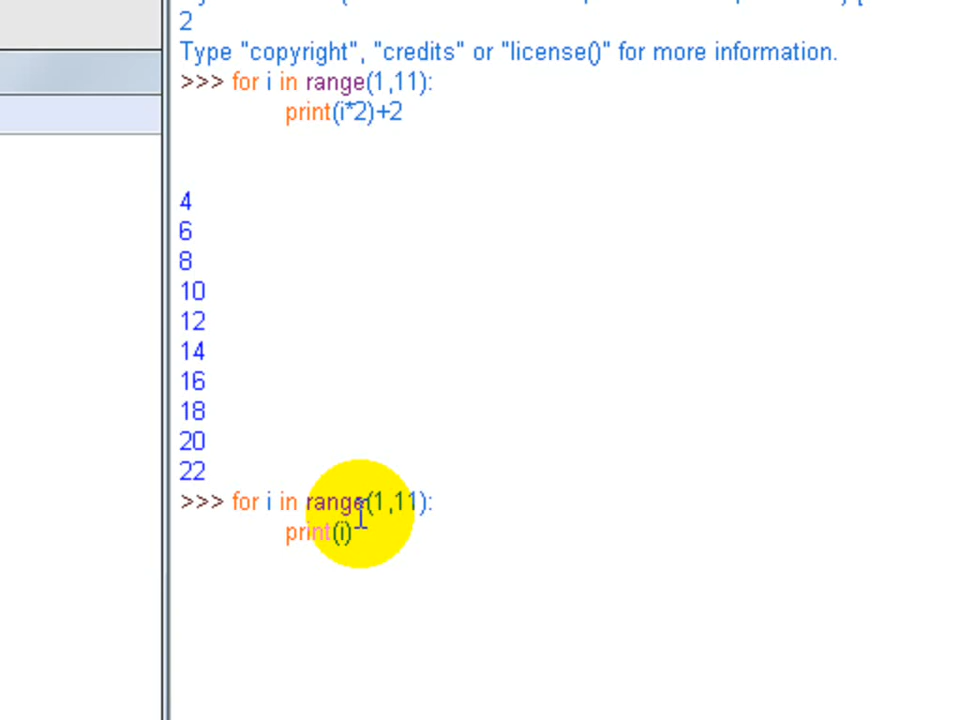 2
Type "copyright", "credits" or "license()" for more information.
>>> for i in range(1,11):
print(i*2)+2
4
6
8
10
12
14
16
18
20
22
>>> for i in range(1,11):
print(i)